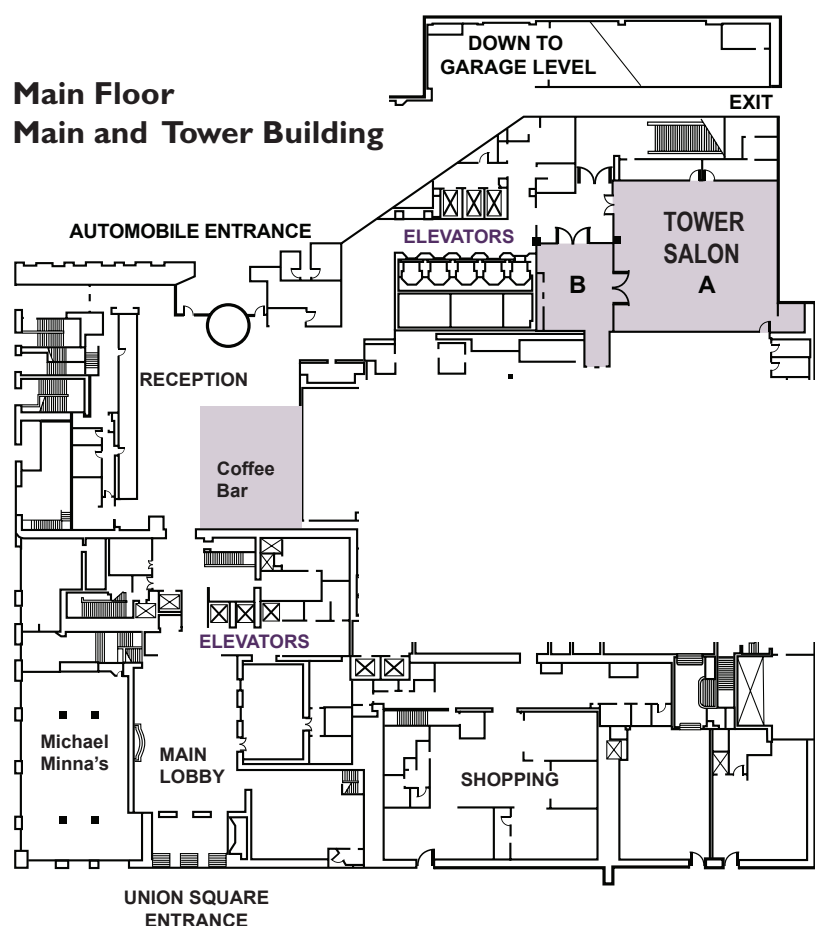 DOWN TO
GARAGE LEVEL
Main Floor
Main and Tower Building
EXIT
AUTOMOBILE ENTRANCE
ELEVATORS
TOWER
SALON
B
A
RECEPTION
Coffee
Bar
ELEVATORS
Michael
Minna's
MAIN
LOBBY
SHOPPING
UNION SQUARE
ENTRANCE